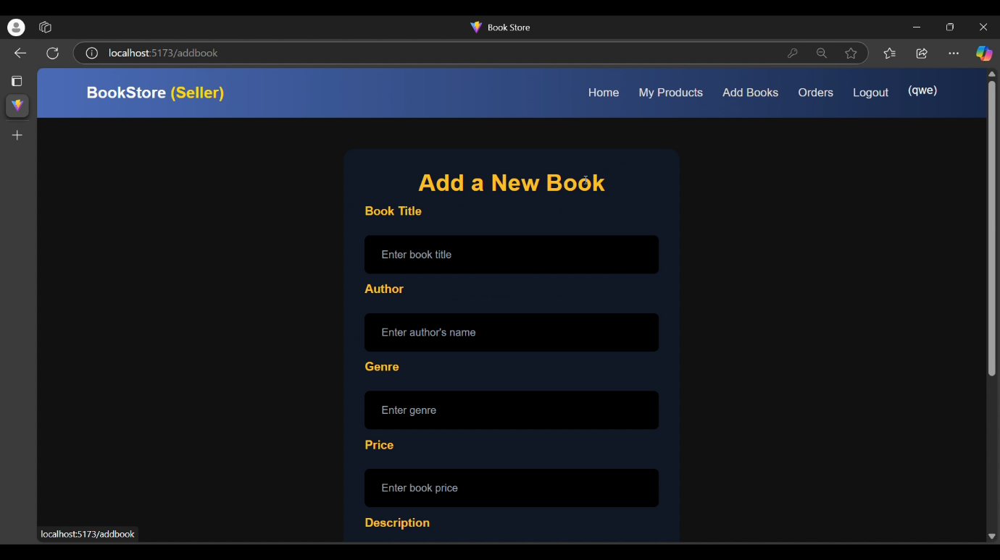 Book Store
localhost:5173/addbook
BookStore (Seller)
Home My Products Add Books Orders Logout (qwe)
Add a New Book
Book Title
Enter book title
Author
Enter author's name
Genre
Enter genre
Price
Enter book price
Description
localhost:5173/addbook